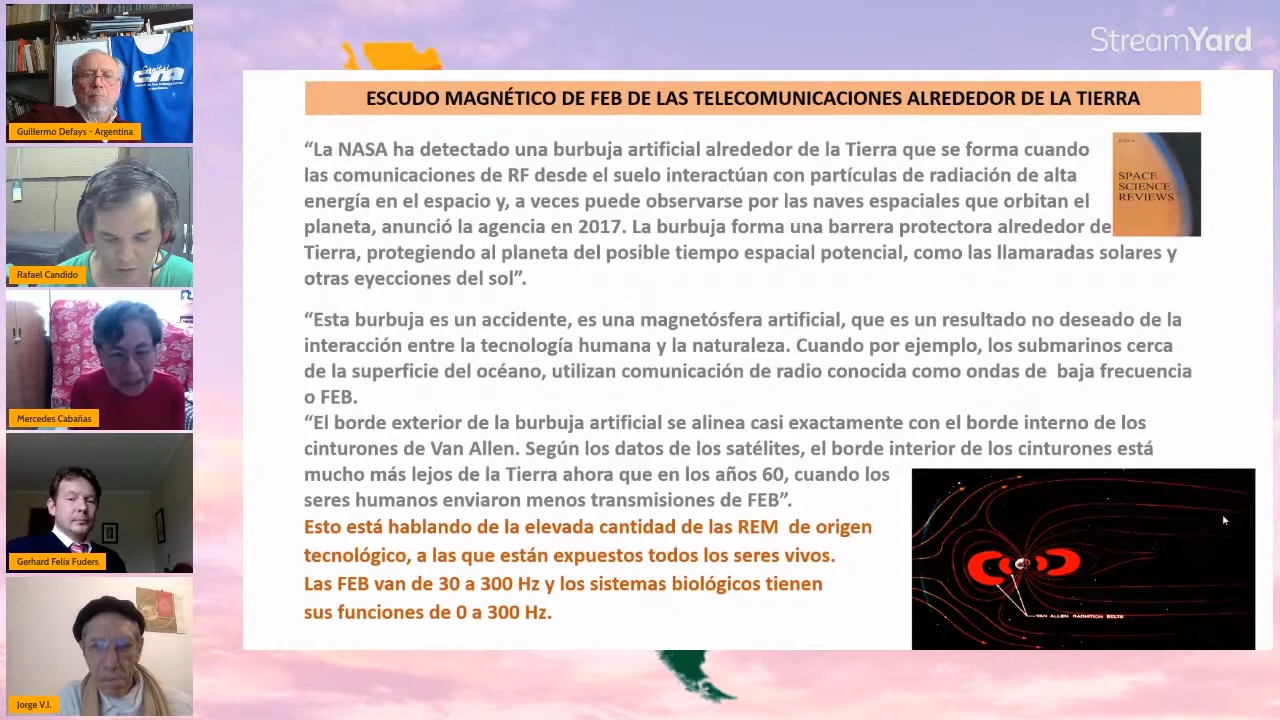 StreamYard
ESCUDO MAGNÉTICO DE FEB DE LAS TELECOMUNICACIONES ALREDEDOR DE LA TIERRA
“La NASA ha detectado una burbuja artificial alrededor de la Tierra que se forma cuando
las comunicaciones de RF desde el suelo interactúan con partículas de radiación de alta
energía en el espacio y, a veces puede observarse por las naves espaciales que orbitan el
planeta, anunció la agencia en 2017. La burbuja forma una barrera protectora alrededor de
Tierra, protegiendo al planeta del posible tiempo espacial potencial, como las llamaradas solares y
otras eyecciones del sol”.
SPACE
SCIENCE
REVIEWS
“Esta burbuja es un accidente, es una magnetósfera artificial, que es un resultado no deseado de la
interacción entre la tecnología humana y la naturaleza. Cuando por ejemplo, los submarinos cerca
de la superficie del océano, utilizan comunicación de radio conocida como ondas de baja frecuencia
o FEB.
“El borde exterior de la burbuja artificial se alinea casi exactamente con el borde interno de los
cinturones de Van Allen. Según los datos de los satélites, el borde interior de los cinturones está
mucho más lejos de la Tierra ahora que en los años 60, cuando los
seres humanos enviaron menos transmisiones de FEB”.
Esto está hablando de la elevada cantidad de las REM de origen
tecnológico, a las que están expuestos todos los seres vivos.
Las FEB van de 30 a 300 Hz y los sistemas biológicos tienen
sus funciones de 0 a 300 Hz.
VAN ALLEN RADIATION BELTS
Guillermo Defays - Argentina
Rafael Candido
Mercedes Cabañas
Gerhard Felix Fuders
Jorge V.I.